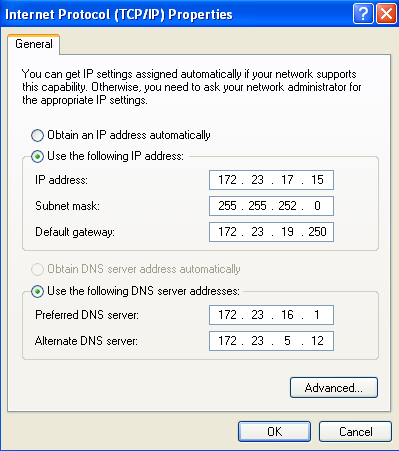 Internet Protocol (TCP/IP) Properties
General
You can get IP settings assigned automatically if your network supports
this capability. Otherwise, you need to ask your network administrator for
the appropriate IP settings.
Obtain an IP address automatically
Use the following IP address:
IP address: 172 . 23 . 17 . 15
Subnet mask: 255 . 255 . 252 . 0
Default gateway: 172 . 23 . 19 . 250
Obtain DNS server address automatically
Use the following DNS server addresses:
Preferred DNS server: 172 . 23 . 16 . 1
Alternate DNS server: 172 . 23 . 5 . 12
Advanced...
OK Cancel